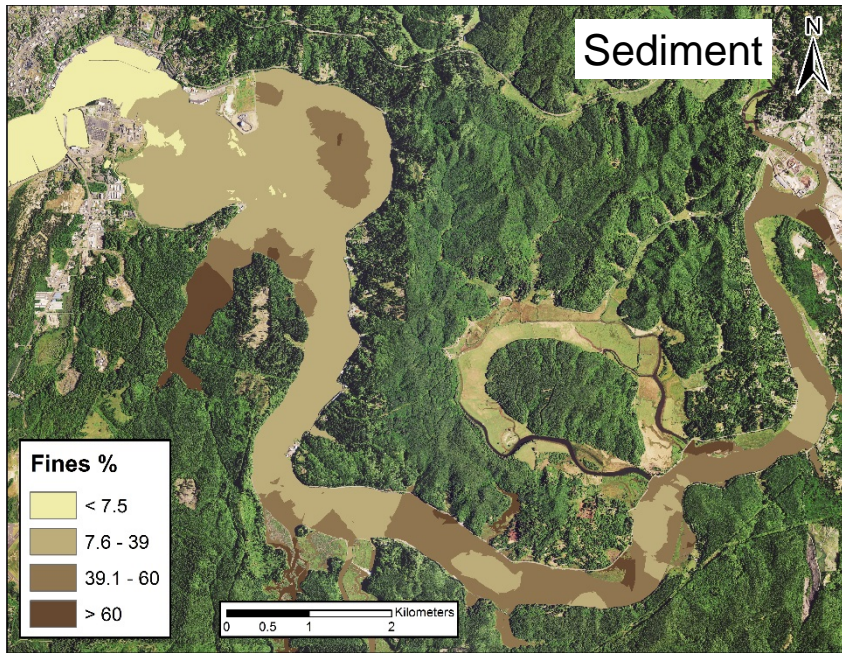 Sediment
N
Fines %
< 7.5
7.6 - 39
39.1 - 60
> 60
Kilometers
0 0.5 1 2